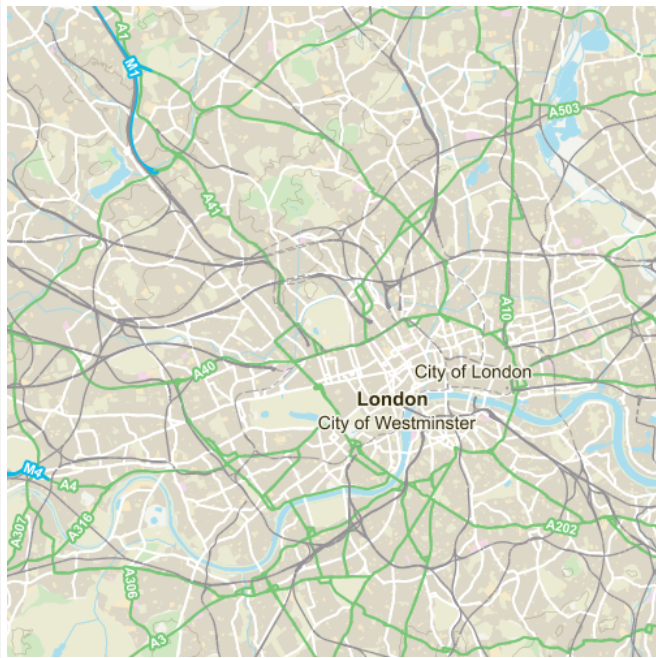 A1
M1
A503
A41
A10
A40
City of London
London
City of Westminster
M4
A4
A316
A307
A202
A306
A3